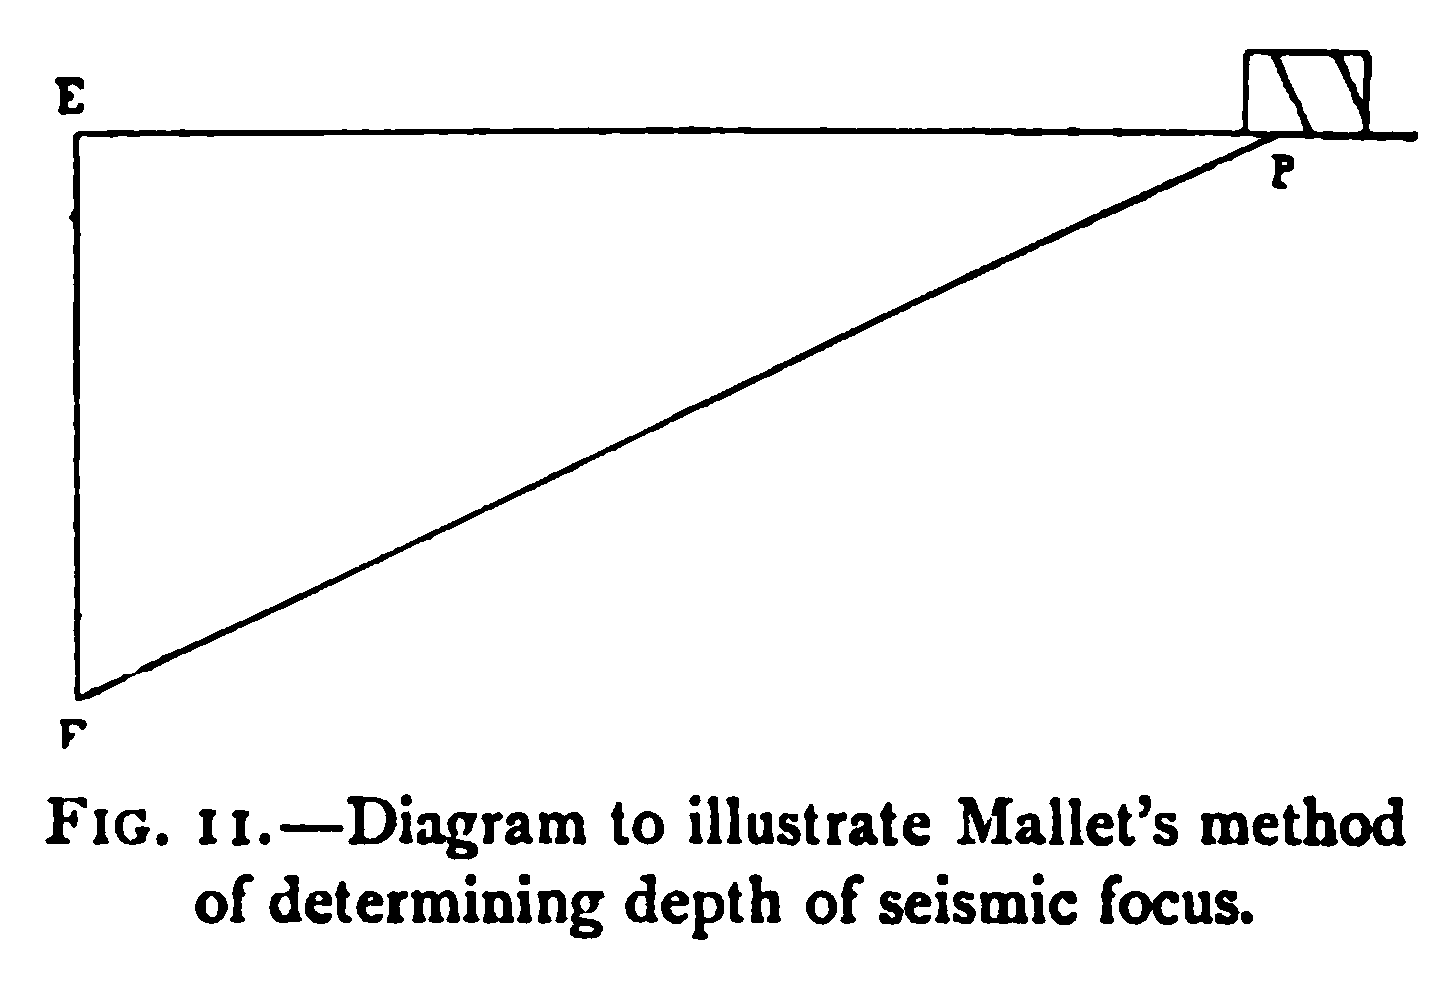 E
P
F
FIG. 11.—Diagram to illustrate Mallet's method
of determining depth of seismic focus.